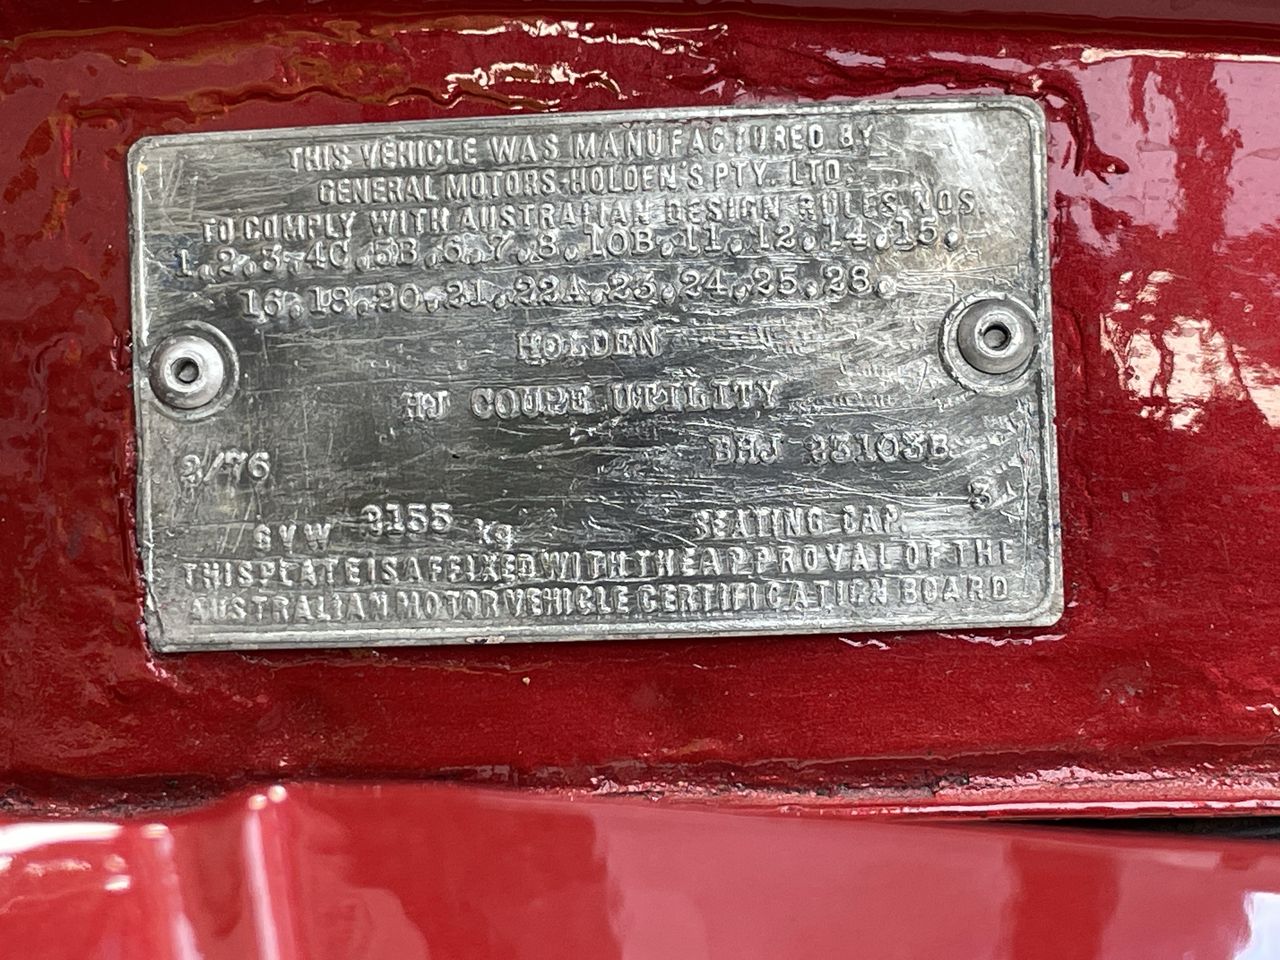 THIS VEHICLE WAS MANUFACTURED BY
GENERAL MOTORS-HOLDEN'S PTY. LTD.
TO COMPLY WITH AUSTRALIAN DESIGN RULES NOS
1.2.3.4C.5B.6.7.8.10B.11.12.14.15.
16.18.20.21.22A.23.24.25.28.
HOLDEN
HJ COUPE UTILITY
BHJ
/76
3
GVW 2155 kg SEATING CAP.
THIS PLATE IS AFFIXED WITH THE APPROVAL OF THE
AUSTRALIAN MOTOR VEHICLE CERTIFICATION BOARD